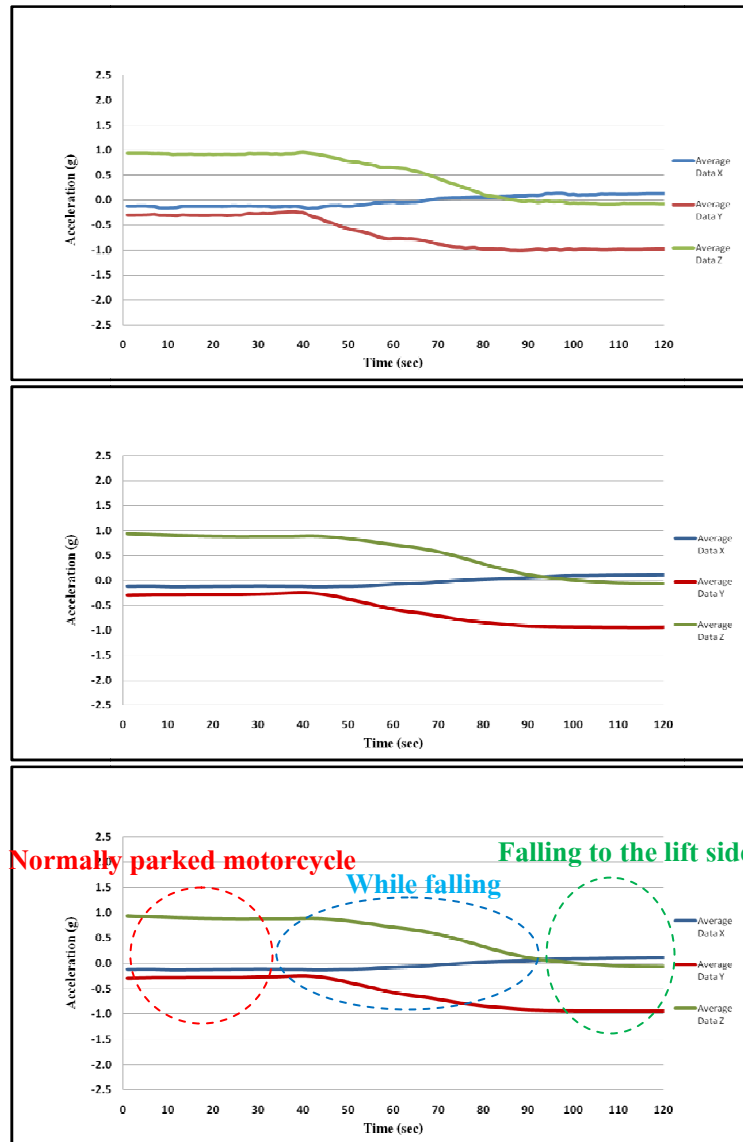 2.5
2.0
1.5
1.0
0.5
0.0
-0.5
-1.0
-1.5
-2.0
-2.5
Acceleration (g)
0 10 20 30 40 50 60 70 80 90 100 110 120
Time (sec)
Average
Data X
Average
Data Y
Average
Data Z
2.5
2.0
1.5
1.0
0.5
0.0
-0.5
-1.0
-1.5
-2.0
-2.5
Acceleration (g)
0 10 20 30 40 50 60 70 80 90 100 110 120
Time (sec)
Average
Data X
Average
Data Y
Average
Data Z
Normally parked motorcycle
While falling
Falling to the lift side
2.5
2.0
1.5
1.0
0.5
0.0
-0.5
-1.0
-1.5
-2.0
-2.5
Acceleration (g)
0 10 20 30 40 50 60 70 80 90 100 110 120
Time (sec)
Average
Data X
Average
Data Y
Average
Data Z